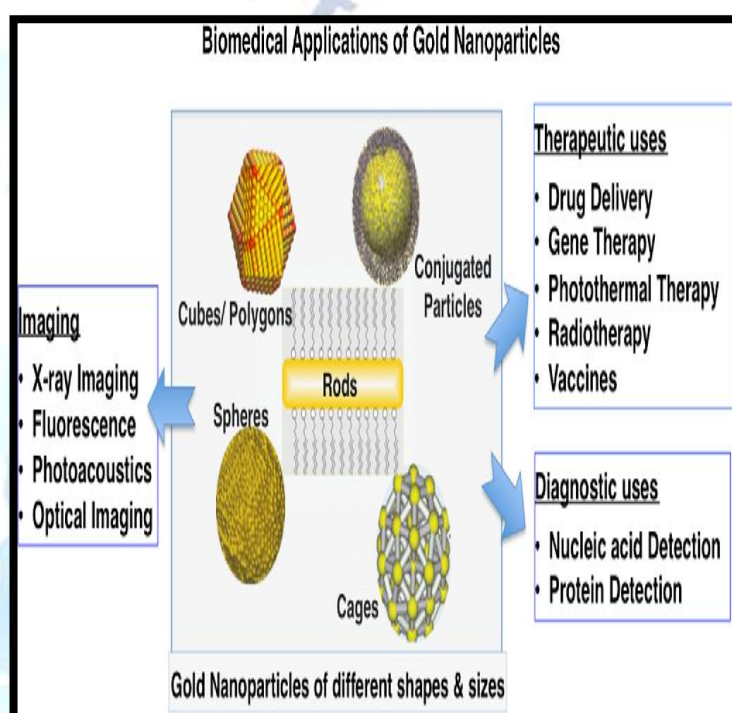 Biomedical Applications of Gold Nanoparticles
Imaging
• X-ray Imaging
• Fluorescence
• Photoacoustics
• Optical Imaging
Cubes/ Polygons
Conjugated
Particles
Rods
Spheres
Cages
Gold Nanoparticles of different shapes & sizes
Therapeutic uses
• Drug Delivery
• Gene Therapy
• Photothermal Therapy
• Radiotherapy
• Vaccines
Diagnostic uses
• Nucleic acid Detection
• Protein Detection